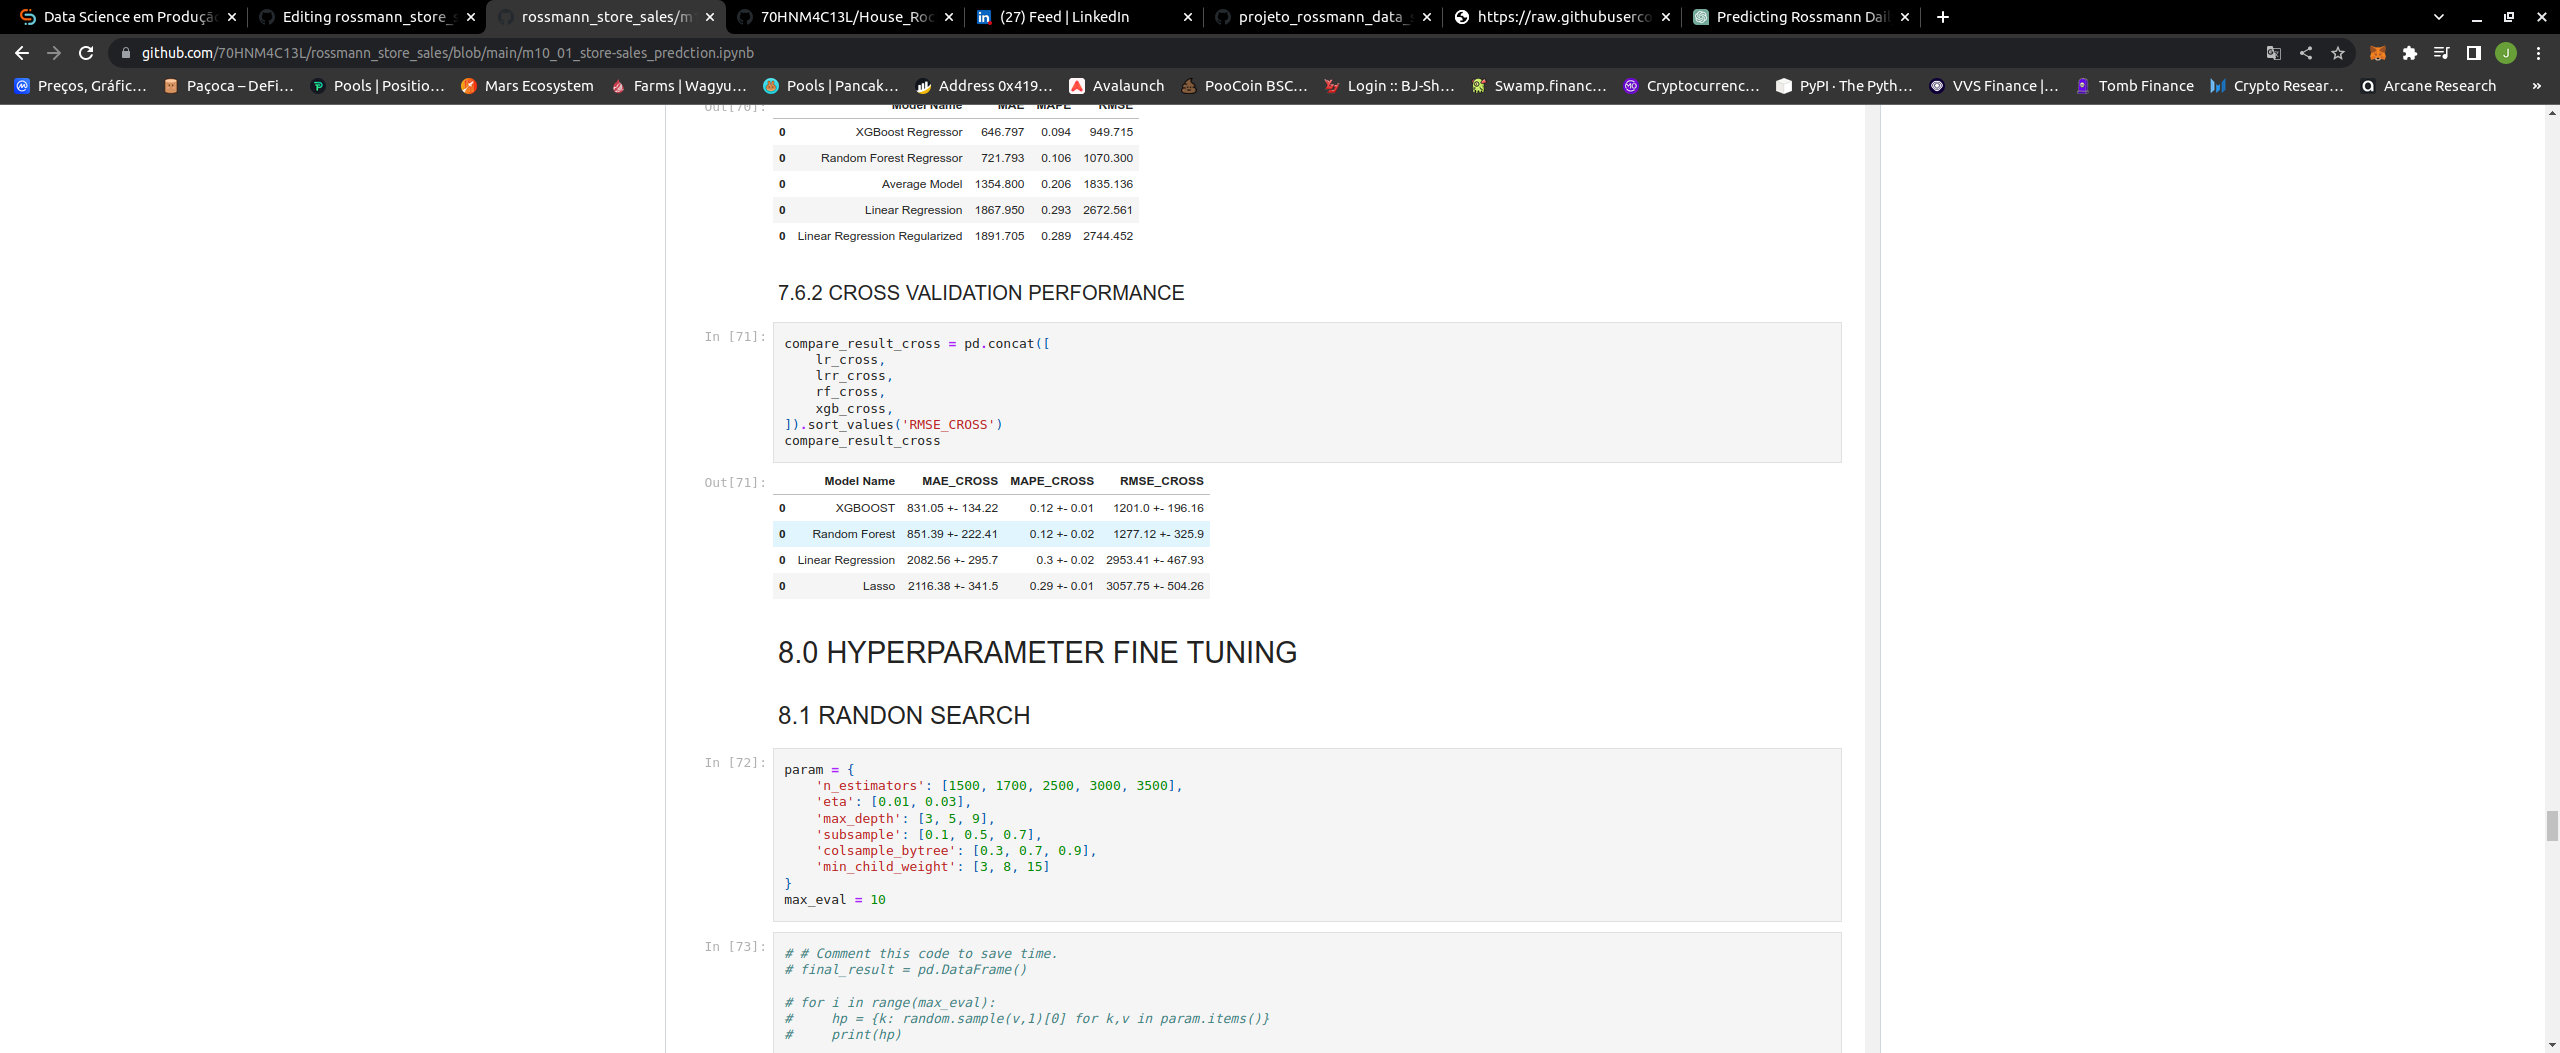 Data Science em Produçã
Editing rossmann_store_s
rossmann_store_sales/m
70HNM4C13L/House_Roc
(27) Feed | LinkedIn
projeto_rossmann_data_s
https://raw.githubuserco
Predicting Rossmann Dail
github.com/70HNM4C13L/rossmann_store_sales/blob/main/m10_01_store-sales_predction.ipynb
J
Preços, Gráfic…
Paçoca – DeFi…
Pools | Positio…
Mars Ecosystem
Farms | Wagyu…
Pools | Pancak…
Address 0x419…
Avalaunch
PooCoin BSC…
Login :: BJ-Sh…
Swamp.financ…
Cryptocurrenc…
PyPI · The Pyth…
VVS Finance |…
Tomb Finance
Crypto Resear…
Arcane Research
»
Out[70]: Model Name MAE MAPE RMSE
0 XGBoost Regressor 646.797 0.094 949.715
0 Random Forest Regressor 721.793 0.106 1070.300
0 Average Model 1354.800 0.206 1835.136
0 Linear Regression 1867.950 0.293 2672.561
0 Linear Regression Regularized 1891.705 0.289 2744.452
7.6.2 CROSS VALIDATION PERFORMANCE
In [71]:
compare_result_cross = pd.concat([
    lr_cross,
    lrr_cross,
    rf_cross,
    xgb_cross,
]).sort_values('RMSE_CROSS')
compare_result_cross
Out[71]: Model Name MAE_CROSS MAPE_CROSS RMSE_CROSS
0 XGBOOST 831.05 +- 134.22 0.12 +- 0.01 1201.0 +- 196.16
0 Random Forest 851.39 +- 222.41 0.12 +- 0.02 1277.12 +- 325.9
0 Linear Regression 2082.56 +- 295.7 0.3 +- 0.02 2953.41 +- 467.93
0 Lasso 2116.38 +- 341.5 0.29 +- 0.01 3057.75 +- 504.26
8.0 HYPERPARAMETER FINE TUNING
8.1 RANDON SEARCH
In [72]:
param = {
    'n_estimators': [1500, 1700, 2500, 3000, 3500],
    'eta': [0.01, 0.03],
    'max_depth': [3, 5, 9],
    'subsample': [0.1, 0.5, 0.7],
    'colsample_bytree': [0.3, 0.7, 0.9],
    'min_child_weight': [3, 8, 15]
}
max_eval = 10
In [73]:
# # Comment this code to save time.
# final_result = pd.DataFrame()
# for i in range(max_eval):
#     hp = {k: random.sample(v,1)[0] for k,v in param.items()}
#     print(hp)